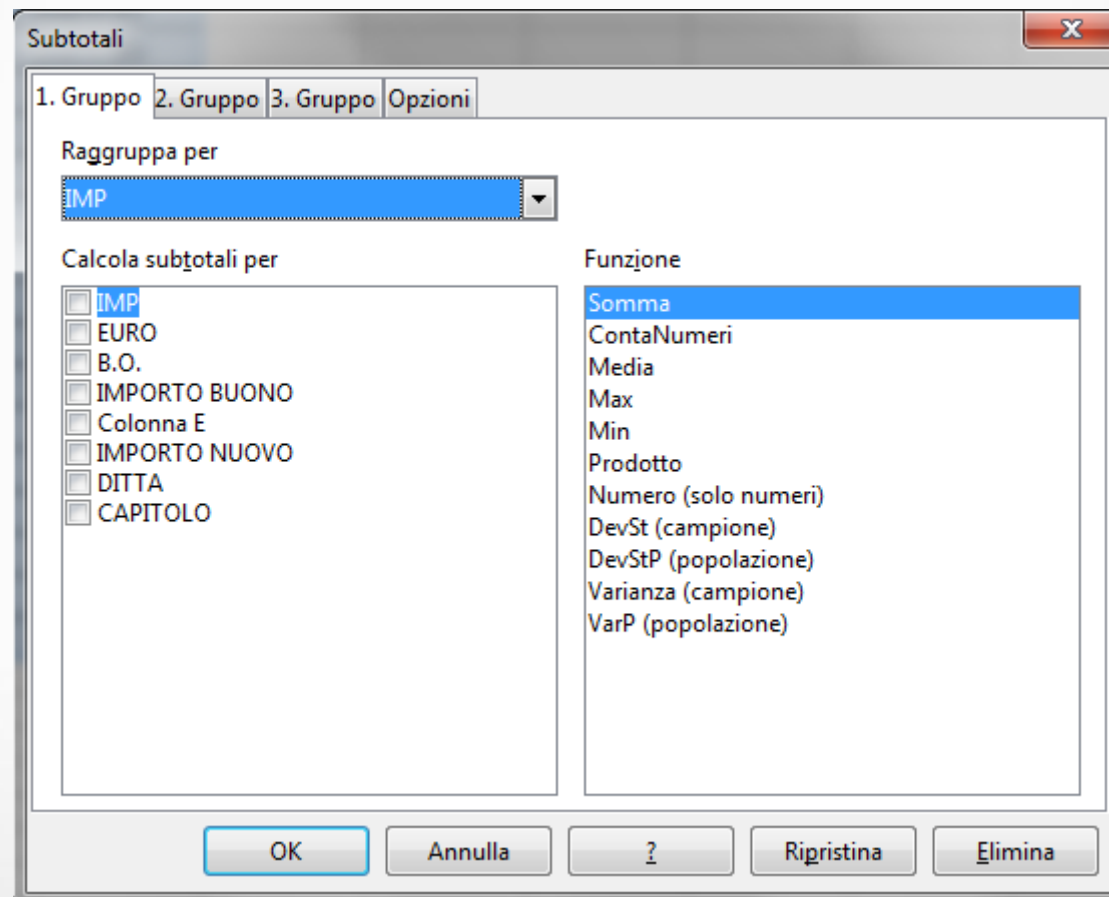 Subtotali
1. Gruppo 2. Gruppo 3. Gruppo Opzioni
Raggruppa per
IMP
Calcola subtotali per
IMP
EURO
B.O.
IMPORTO BUONO
Colonna E
IMPORTO NUOVO
DITTA
CAPITOLO
Funzione
Somma
ContaNumeri
Media
Max
Min
Prodotto
Numero (solo numeri)
DevSt (campione)
DevStP (popolazione)
Varianza (campione)
VarP (popolazione)
OK Annulla ? Ripristina Elimina